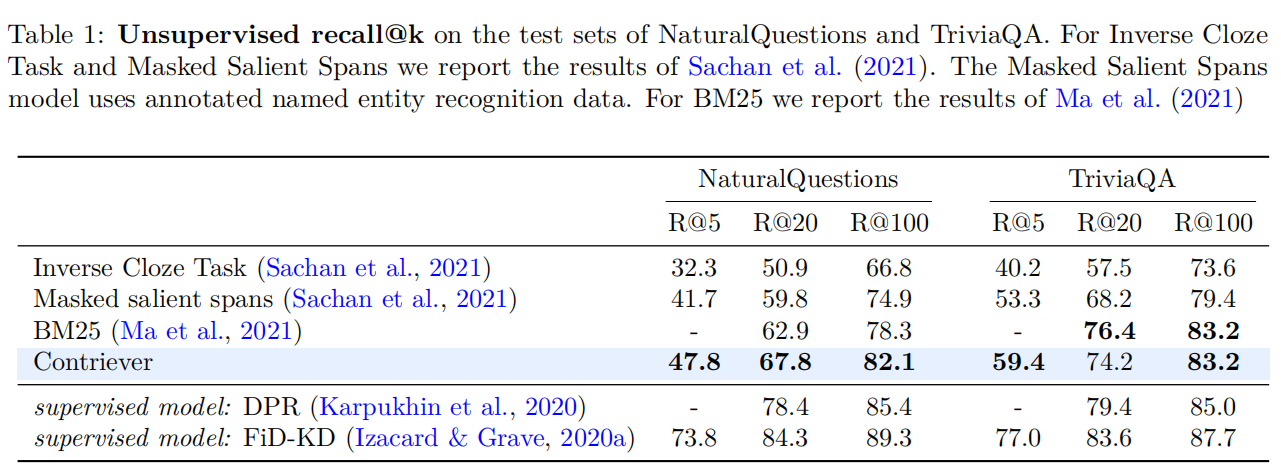 Table 1: Unsupervised recall@k on the test sets of NaturalQuestions and TriviaQA. For Inverse Cloze
Task and Masked Salient Spans we report the results of Sachan et al. (2021). The Masked Salient Spans
model uses annotated named entity recognition data. For BM25 we report the results of Ma et al. (2021)
NaturalQuestions TriviaQA
R@5 R@20 R@100 R@5 R@20 R@100
Inverse Cloze Task (Sachan et al., 2021) 32.3 50.9 66.8 40.2 57.5 73.6
Masked salient spans (Sachan et al., 2021) 41.7 59.8 74.9 53.3 68.2 79.4
BM25 (Ma et al., 2021) - 62.9 78.3 - 76.4 83.2
Contriever 47.8 67.8 82.1 59.4 74.2 83.2
supervised model: DPR (Karpukhin et al., 2020) - 78.4 85.4 - 79.4 85.0
supervised model: FiD-KD (Izacard & Grave, 2020a) 73.8 84.3 89.3 77.0 83.6 87.7